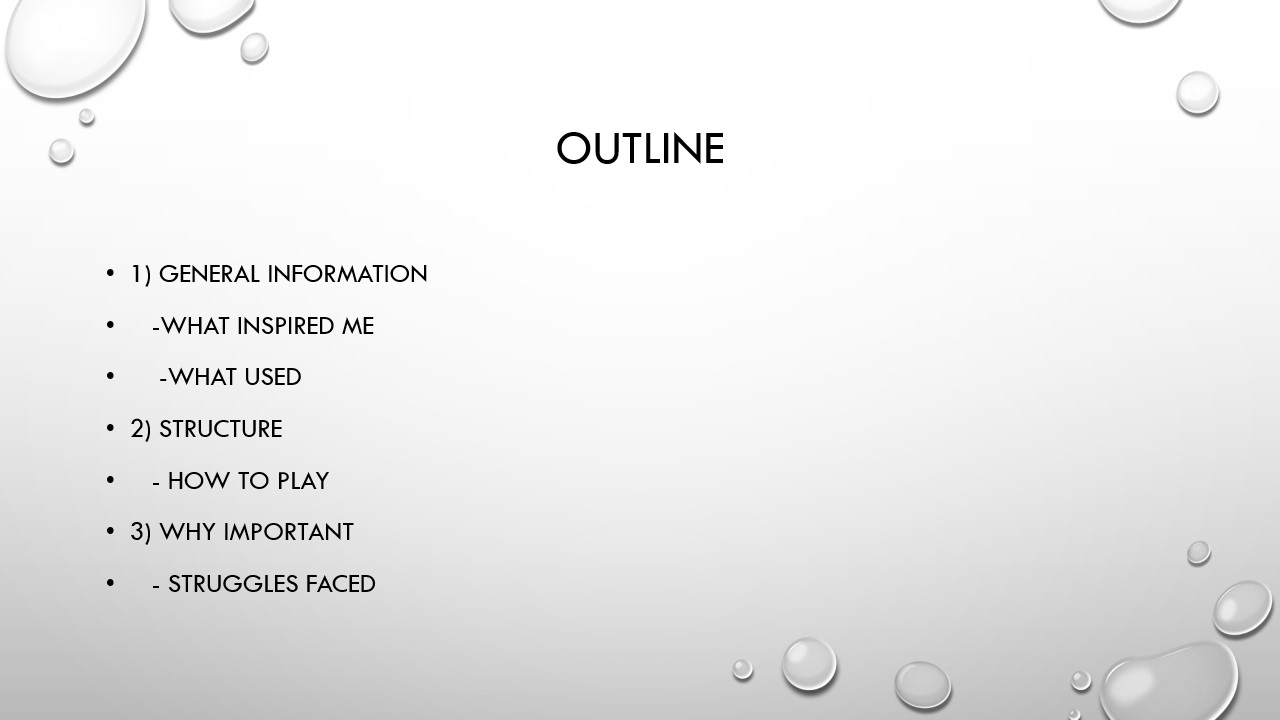 OUTLINE
• 1) GENERAL INFORMATION
• -WHAT INSPIRED ME
• -WHAT USED
• 2) STRUCTURE
• - HOW TO PLAY
• 3) WHY IMPORTANT
• - STRUGGLES FACED